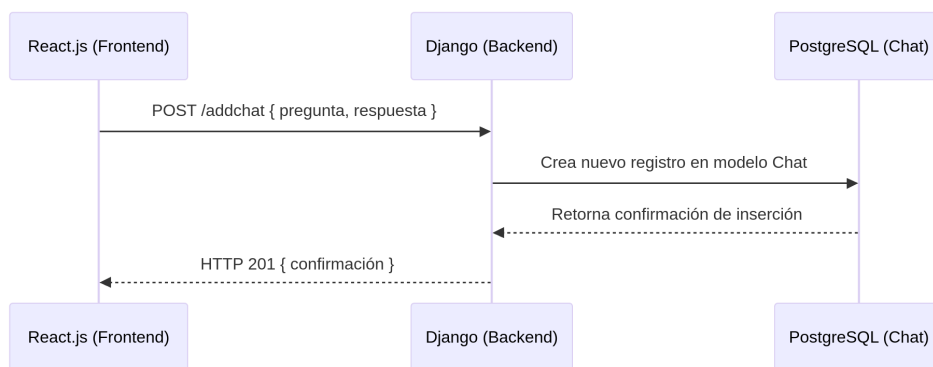 React.js (Frontend)
Django (Backend)
PostgreSQL (Chat)
POST /addchat { pregunta, respuesta }
Crea nuevo registro en modelo Chat
Retorna confirmación de inserción
HTTP 201 { confirmación }
React.js (Frontend)
Django (Backend)
PostgreSQL (Chat)